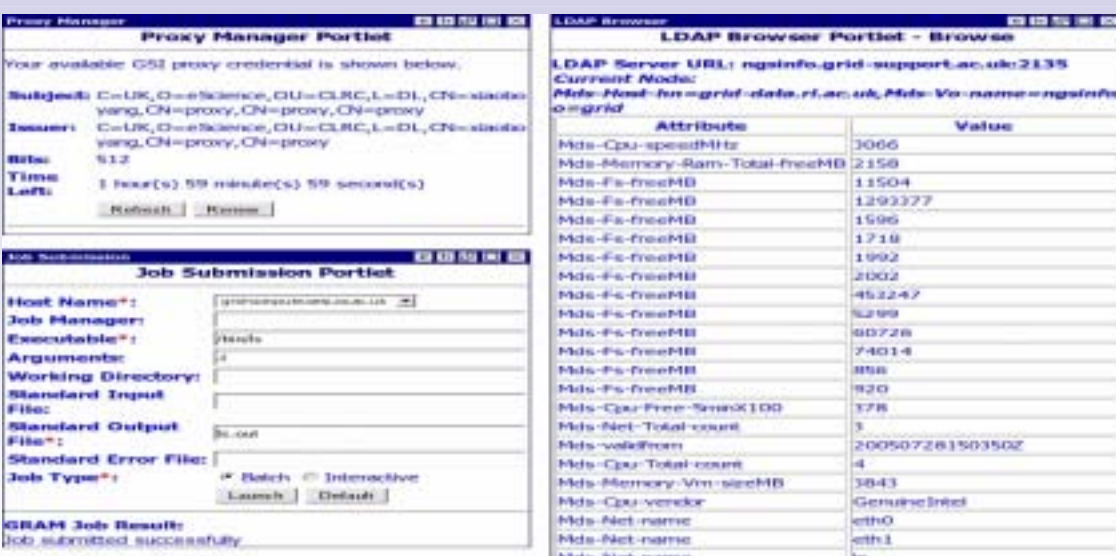 Proxy Manager
Proxy Manager Portlet
Your available GSI proxy credential is shown below.
Subject: C=UK,O=eScience,OU=CLRC,L=DL,CN=xiaobo
yang,CN=proxy,CN=proxy,CN=proxy
Issuer: C=UK,O=eScience,OU=CLRC,L=DL,CN=xiaobo
yang,CN=proxy,CN=proxy
Bits: 512
Time Left: 1 hour(s) 59 minute(s) 59 second(s)
Refresh Renew
Job Submission
Job Submission Portlet
Host Name*:
Job Manager:
Executable*: /bin/ls
Arguments:
Working Directory:
Standard Input
File:
Standard Output
File*: ls.out
Standard Error File:
Job Type*: Batch Interactive
Launch Default
GRAM Job Result:
Job submitted successfully
LDAP Browser
LDAP Browser Portlet - Browse
LDAP Server URL: ngsinfo.grid-support.ac.uk:2135
Current Node:
Mds-Host-hn=grid-data.rl.ac.uk,Mds-Vo-name=ngsinfo
o=grid
Attribute Value
Mds-Cpu-speedMHz 3066
Mds-Memory-Ram-Total-freeMB 2158
Mds-Fs-freeMB 11504
Mds-Fs-freeMB 1293377
Mds-Fs-freeMB 1596
Mds-Fs-freeMB 1718
Mds-Fs-freeMB 1992
Mds-Fs-freeMB 2002
Mds-Fs-freeMB 453247
Mds-Fs-freeMB 5299
Mds-Fs-freeMB 60728
Mds-Fs-freeMB 74014
Mds-Fs-freeMB 858
Mds-Fs-freeMB 920
Mds-Cpu-Free-5minX100 378
Mds-Net-Total-count 3
Mds-validfrom 20050728150350Z
Mds-Cpu-Total-count 4
Mds-Memory-Vm-sizeMB 3843
Mds-Cpu-vendor GenuineIntel
Mds-Net-name eth0
Mds-Net-name eth1
Mds-Net-name lo